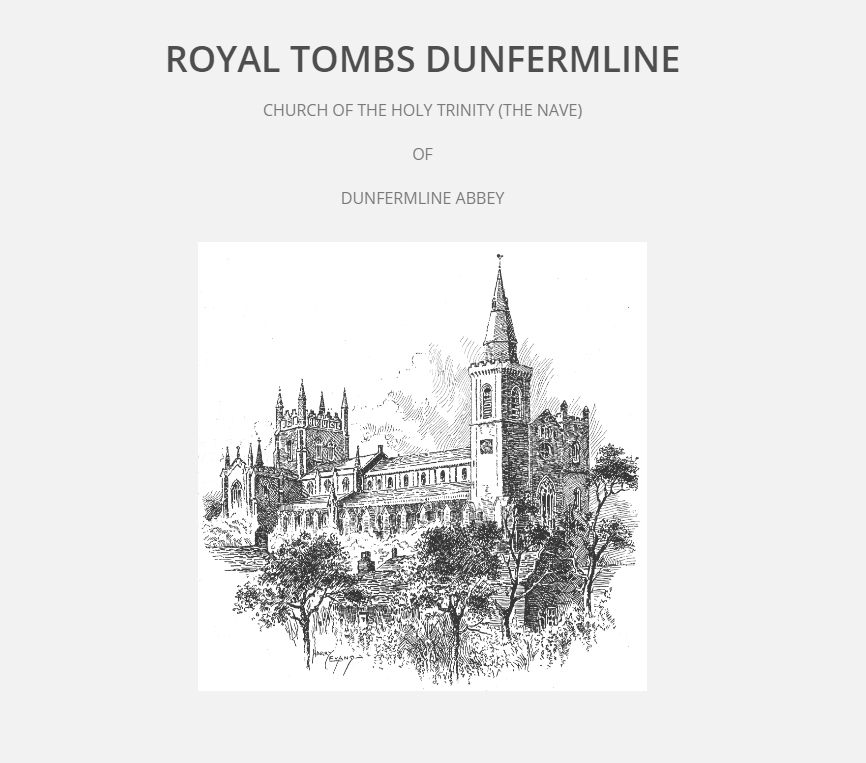 ROYAL TOMBS DUNFERMLINE
CHURCH OF THE HOLY TRINITY (THE NAVE)
OF
DUNFERMLINE ABBEY